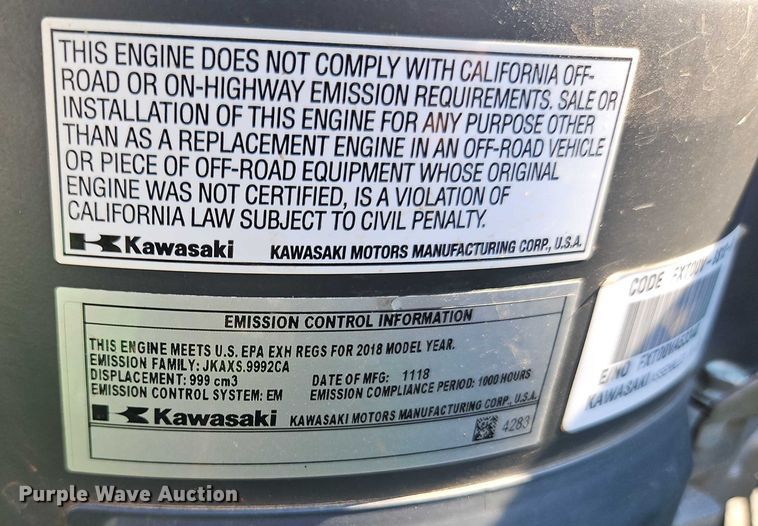 THIS ENGINE DOES NOT COMPLY WITH CALIFORNIA OFF-
ROAD OR ON-HIGHWAY EMISSION REQUIREMENTS. SALE OR
INSTALLATION OF THIS ENGINE FOR ANY PURPOSE OTHER
THAN AS A REPLACEMENT ENGINE IN AN OFF-ROAD VEHICLE
OR PIECE OF OFF-ROAD EQUIPMENT WHOSE ORIGINAL
ENGINE WAS NOT CERTIFIED, IS A VIOLATION OF
CALIFORNIA LAW SUBJECT TO CIVIL PENALTY.
Kawasaki KAWASAKI MOTORS MANUFACTURING CORP., U.S.A.
CODE
E/NO
KAWASAKI
EMISSION CONTROL INFORMATION
THIS ENGINE MEETS U.S. EPA EXH REGS FOR 2018 MODEL YEAR.
EMISSION FAMILY: JKAXS.9992CA
DISPLACEMENT: 999 cm3 DATE OF MFG: 1118
EMISSION CONTROL SYSTEM: EM EMISSION COMPLIANCE PERIOD: 1000 HOURS
Kawasaki KAWASAKI MOTORS MANUFACTURING CORP., U.S.A.
4283
Purple Wave Auction